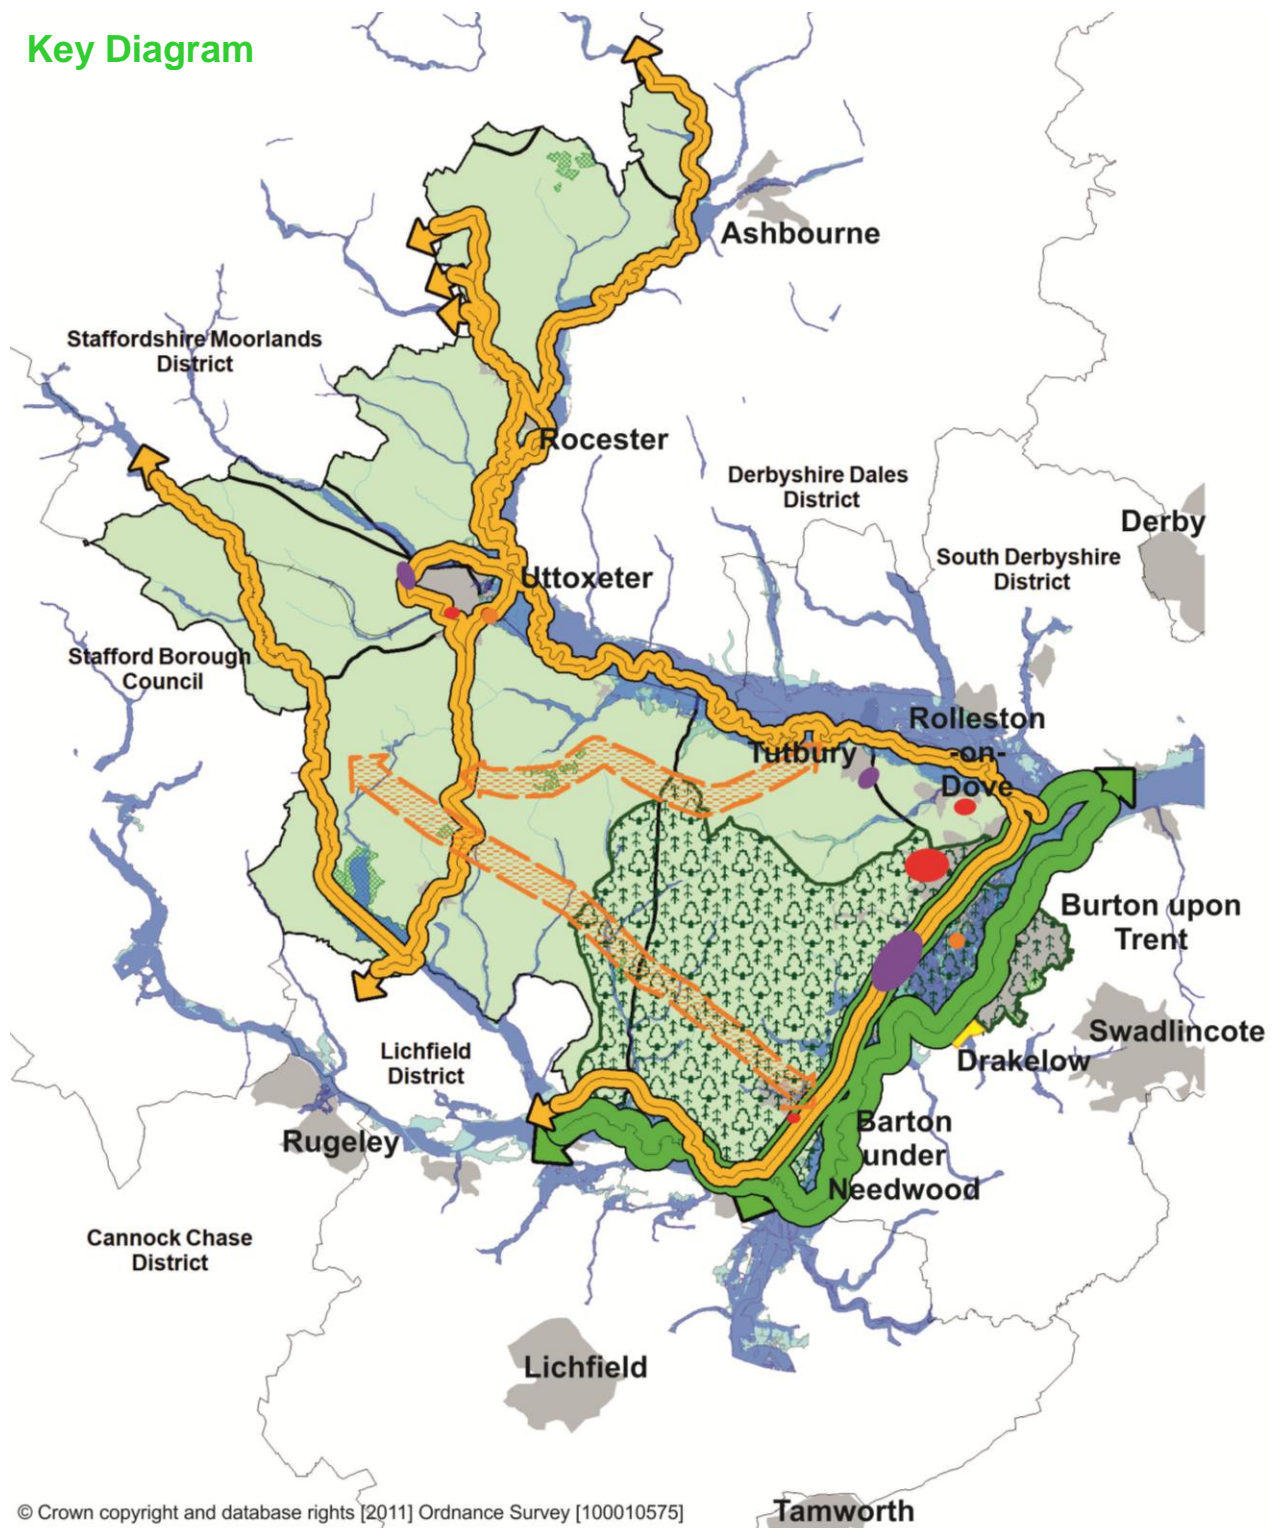 Key Diagram
Ashbourne
Staffordshire Moorlands
District
Rocester
Derbyshire Dales
District
Derby
South Derbyshire
District
Uttoxeter
Stafford Borough
Council
Rolleston
-on-
Dove
Tutbury
Burton upon
Trent
Swadlincote
Drakelow
Lichfield
District
Rugeley
Barton
under
Needwood
Cannock Chase
District
Lichfield
© Crown copyright and database rights [2011] Ordnance Survey [100010575]
Tamworth